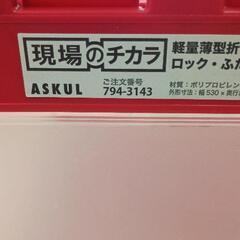 現場のチカラ
ASKUL
ご注文番号
794-3143
軽量薄型折
ロック・ふた
材質：ポリプロピレン
外形寸法：幅530×奥行